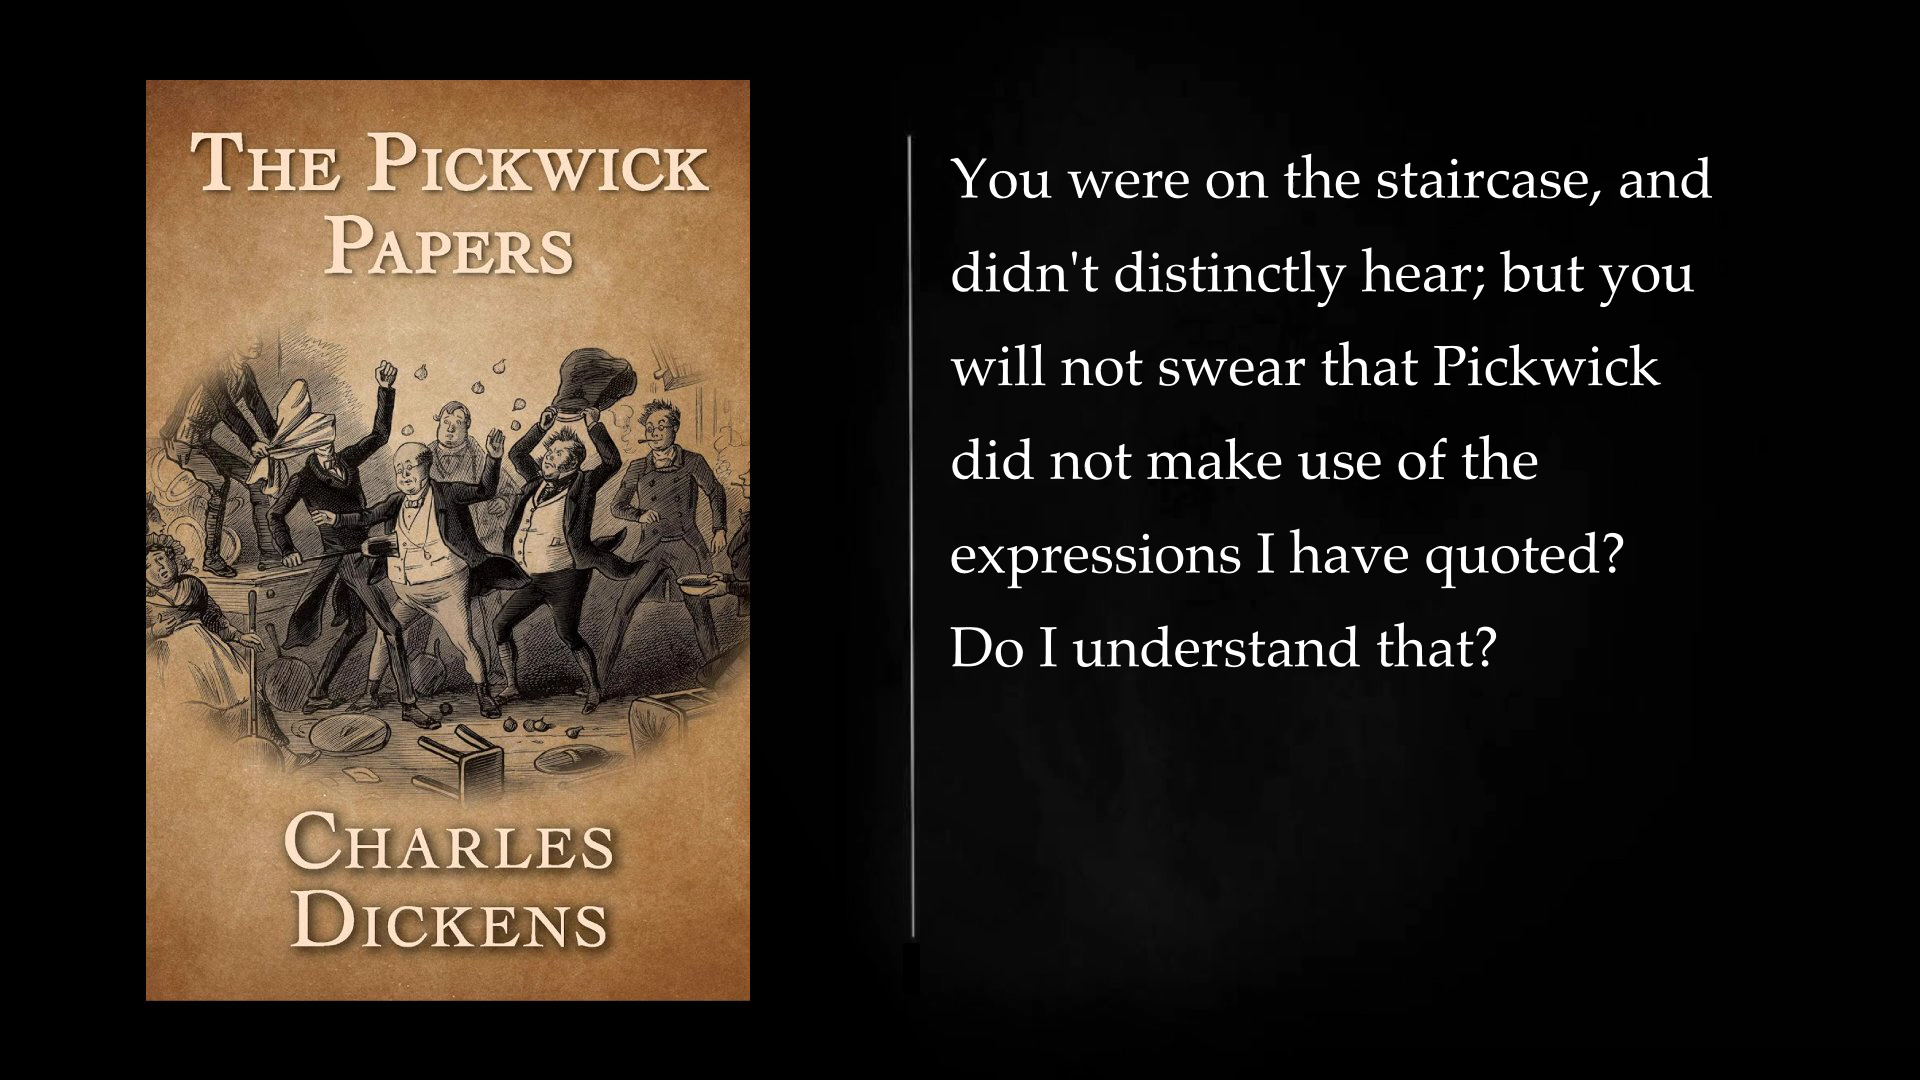 The Pickwick
Papers
Charles
Dickens
You were on the staircase, and
didn't distinctly hear; but you
will not swear that Pickwick
did not make use of the
expressions I have quoted?
Do I understand that?